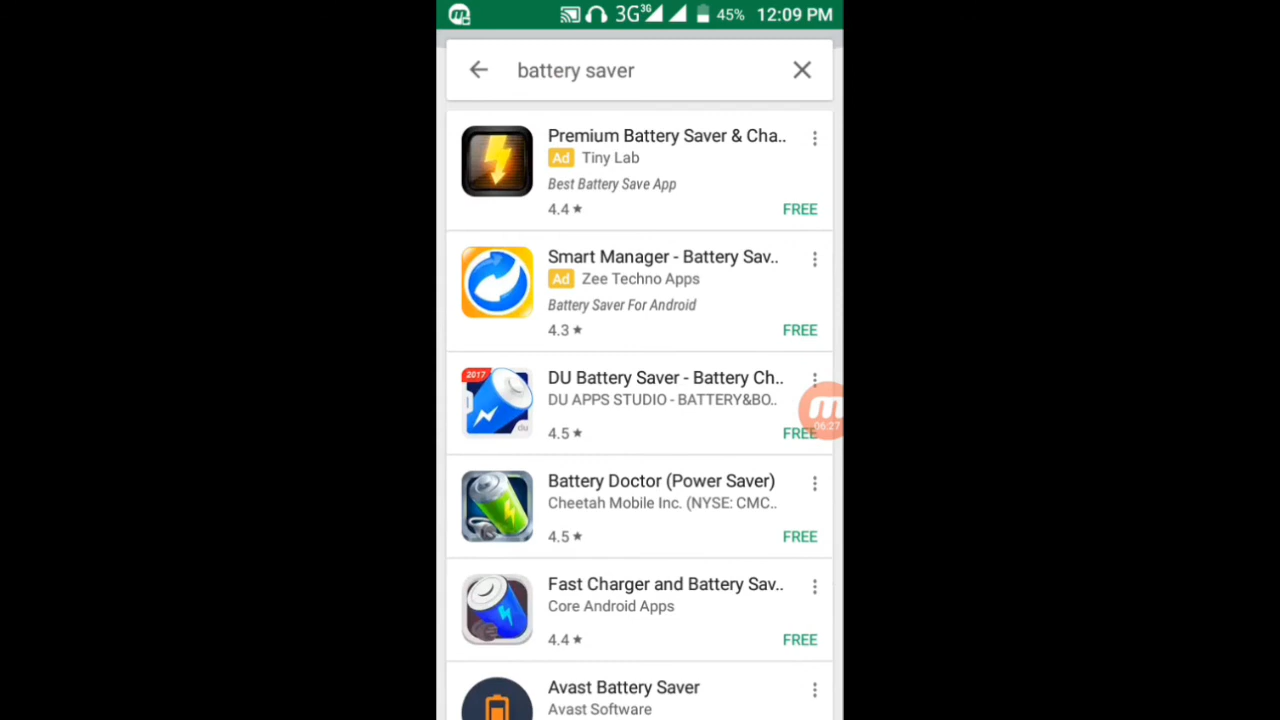 3G 3G 45% 12:09 PM
battery saver
Premium Battery Saver & Cha..
Ad Tiny Lab
Best Battery Save App
4.4
FREE
Smart Manager - Battery Sav..
Ad Zee Techno Apps
Battery Saver For Android
4.3
FREE
2017
du
DU Battery Saver - Battery Ch..
DU APPS STUDIO - BATTERY&BO..
4.5
FREE
06:27
Battery Doctor (Power Saver)
Cheetah Mobile Inc. (NYSE: CMC..
4.5
FREE
Fast Charger and Battery Sav..
Core Android Apps
4.4
FREE
Avast Battery Saver
Avast Software